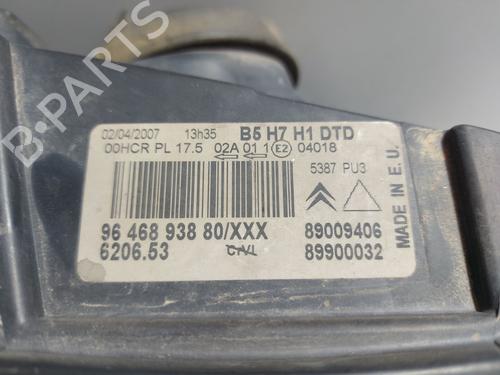 02/04/2007 13h35 B5 H7 H1 DTD
00HCR PL 17.5 02A 01 1 E2 04018
5387 PU3
96 468 938 80/XXX 89009406
6206.53 C/VL 89900032
MADE IN E.U.
B-PARTS